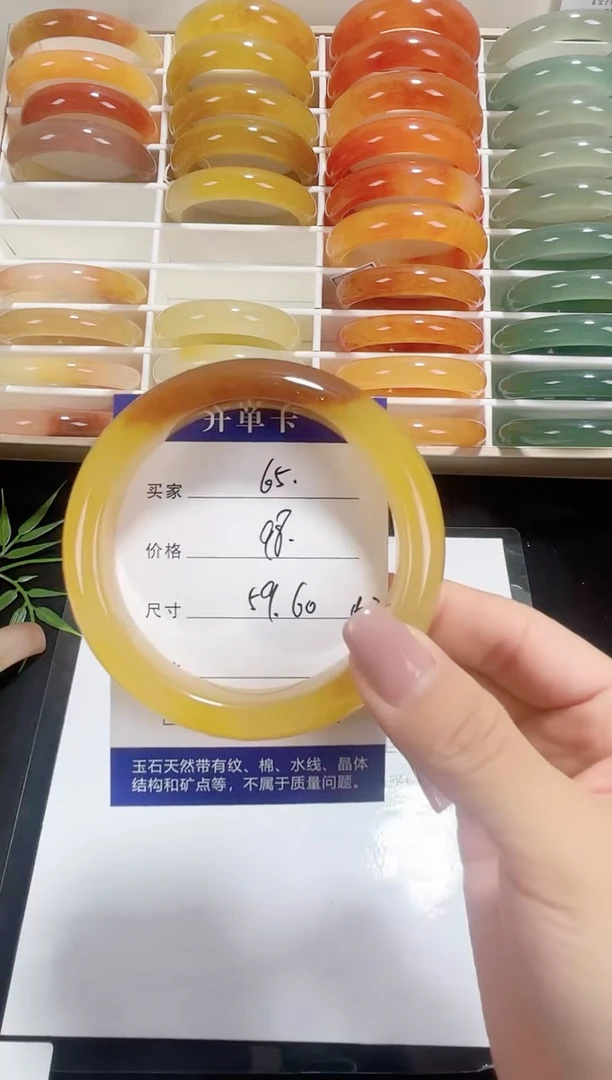 开单卡
买家 65.
价格 98.
尺寸 59.60
玉石天然带有纹、棉、水线、晶体
结构和矿点等，不属于质量问题。